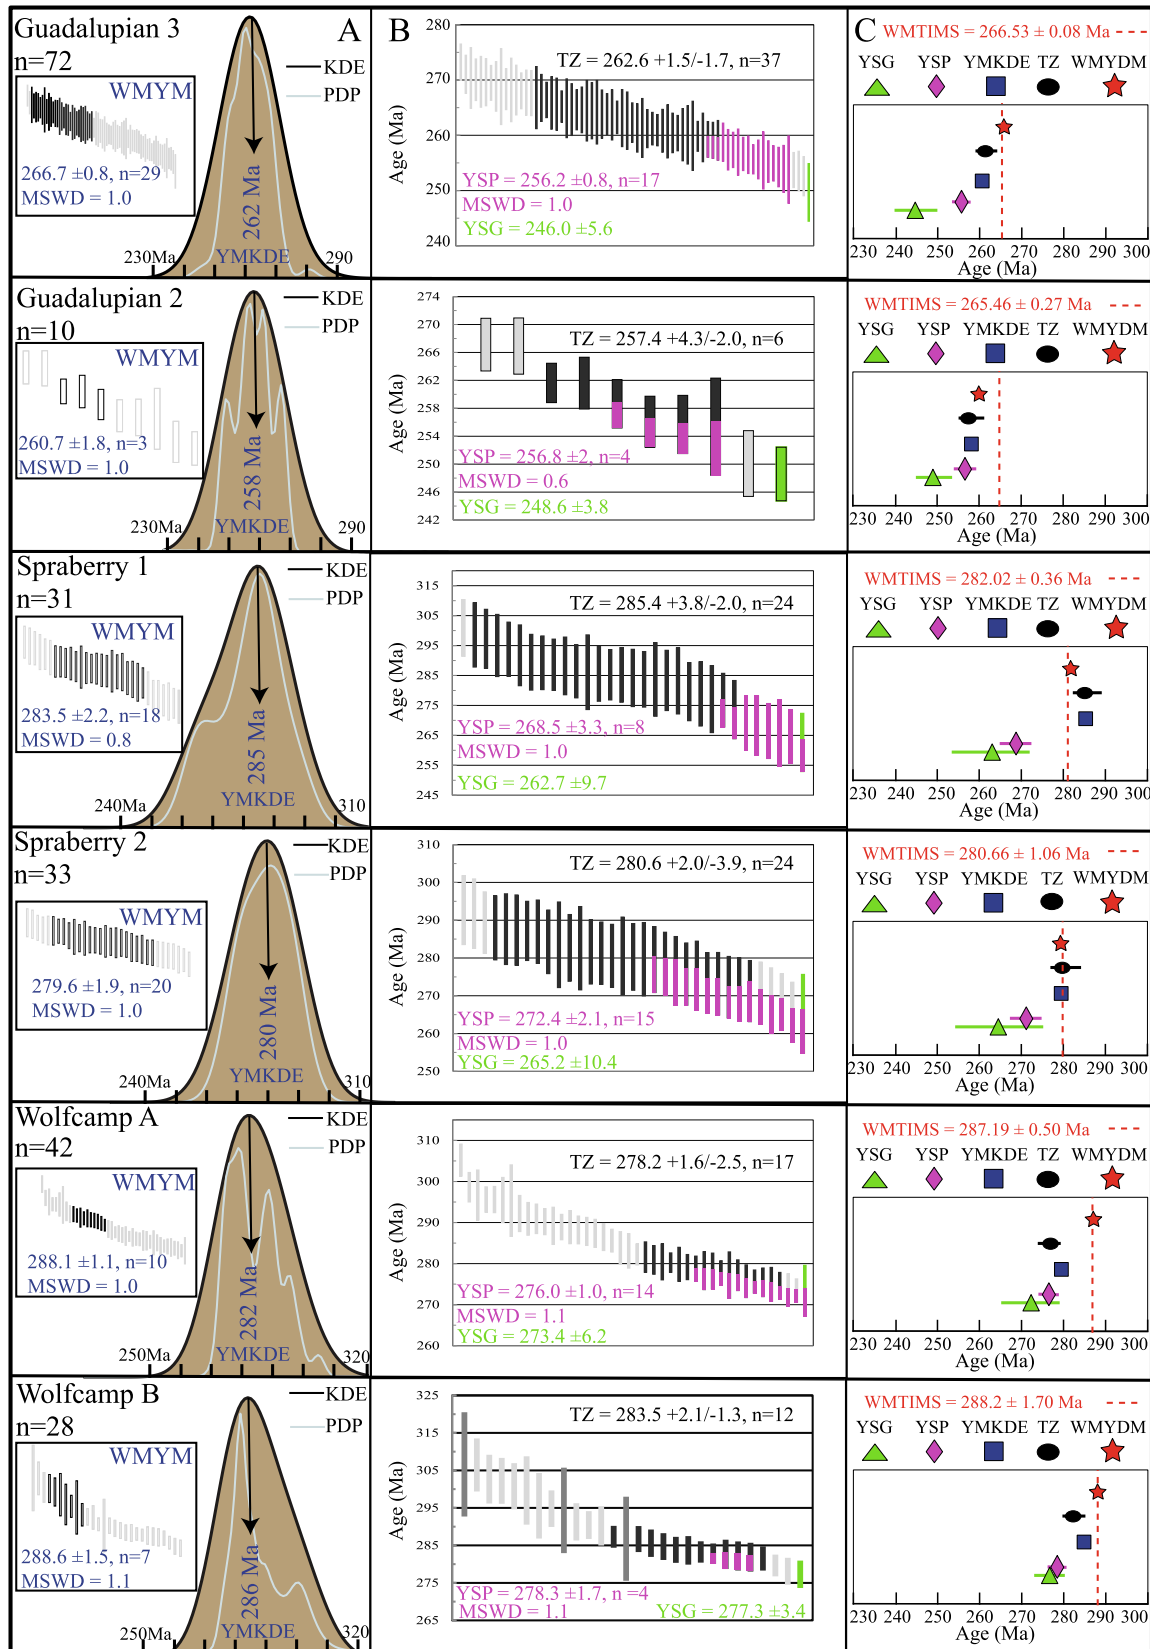 Guadalupian 3
n=72
A
KDE
PDP
WMYM
266.7 ±0.8, n=29
MSWD = 1.0
262 Ma
YMKDE
230Ma
290
B
Age (Ma)
280
270
260
250
240
TZ = 262.6 +1.5/-1.7, n=37
YSP = 256.2 ±0.8, n=17
MSWD = 1.0
YSG = 246.0 ±5.6
C
WMTIMS = 266.53 ± 0.08 Ma
YSG YSP YMKDE TZ WMYDM
230 240 250 260 270 280 290 300
Age (Ma)
Guadalupian 2
n=10
KDE
PDP
WMYM
260.7 ±1.8, n=3
MSWD = 1.0
258 Ma
YMKDE
230Ma
290
Age (Ma)
274
270
266
262
258
254
250
246
242
TZ = 257.4 +4.3/-2.0, n=6
YSP = 256.8 ±2, n=4
MSWD = 0.6
YSG = 248.6 ±3.8
WMTIMS = 265.46 ± 0.27 Ma
YSG YSP YMKDE TZ WMYDM
230 240 250 260 270 280 290 300
Age (Ma)
Spraberry 1
n=31
KDE
PDP
WMYM
283.5 ±2.2, n=18
MSWD = 0.8
285 Ma
YMKDE
240Ma
310
Age (Ma)
315
305
295
285
275
265
255
245
TZ = 285.4 +3.8/-2.0, n=24
YSP = 268.5 ±3.3, n=8
MSWD = 1.0
YSG = 262.7 ±9.7
WMTIMS = 282.02 ± 0.36 Ma
YSG YSP YMKDE TZ WMYDM
230 240 250 260 270 280 290 300
Age (Ma)
Spraberry 2
n=33
KDE
PDP
WMYM
279.6 ±1.9, n=20
MSWD = 1.0
280 Ma
YMKDE
240Ma
310
Age (Ma)
310
300
290
280
270
260
250
TZ = 280.6 +2.0/-3.9, n=24
YSP = 272.4 ±2.1, n=15
MSWD = 1.0
YSG = 265.2 ±10.4
WMTIMS = 280.66 ± 1.06 Ma
YSG YSP YMKDE TZ WMYDM
230 240 250 260 270 280 290 300
Age (Ma)
Wolfcamp A
n=42
KDE
PDP
WMYM
288.1 ±1.1, n=10
MSWD = 1.0
282 Ma
YMKDE
250Ma
320
Age (Ma)
310
300
290
280
270
260
TZ = 278.2 +1.6/-2.5, n=17
YSP = 276.0 ±1.0, n=14
MSWD = 1.1
YSG = 273.4 ±6.2
WMTIMS = 287.19 ± 0.50 Ma
YSG YSP YMKDE TZ WMYDM
230 240 250 260 270 280 290 300
Age (Ma)
Wolfcamp B
n=28
KDE
PDP
WMYM
288.6 ±1.5, n=7
MSWD = 1.1
286 Ma
YMKDE
250Ma
320
Age (Ma)
325
315
305
295
285
275
265
TZ = 283.5 +2.1/-1.3, n=12
YSP = 278.3 ±1.7, n=4
MSWD = 1.1
YSG = 277.3 ±3.4
WMTIMS = 288.2 ± 1.70 Ma
YSG YSP YMKDE TZ WMYDM
230 240 250 260 270 280 290 300
Age (Ma)